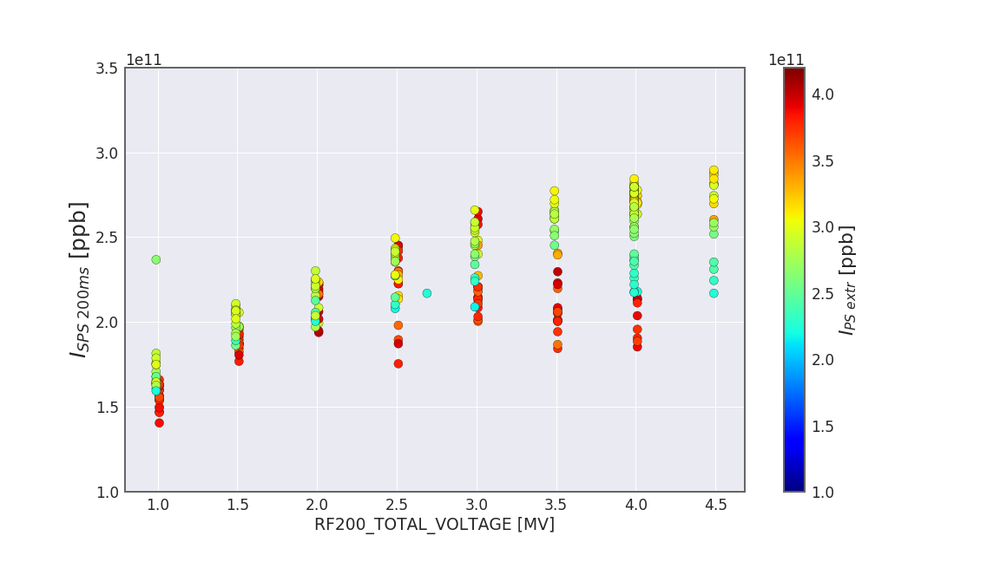 1e11
1e11
3.5
3.0
2.5
2.0
1.5
1.0
I_SPS 200ms [ppb]
1.0 1.5 2.0 2.5 3.0 3.5 4.0 4.5
RF200_TOTAL_VOLTAGE [MV]
4.0
3.5
3.0
2.5
2.0
1.5
1.0
I_PS extr [ppb]